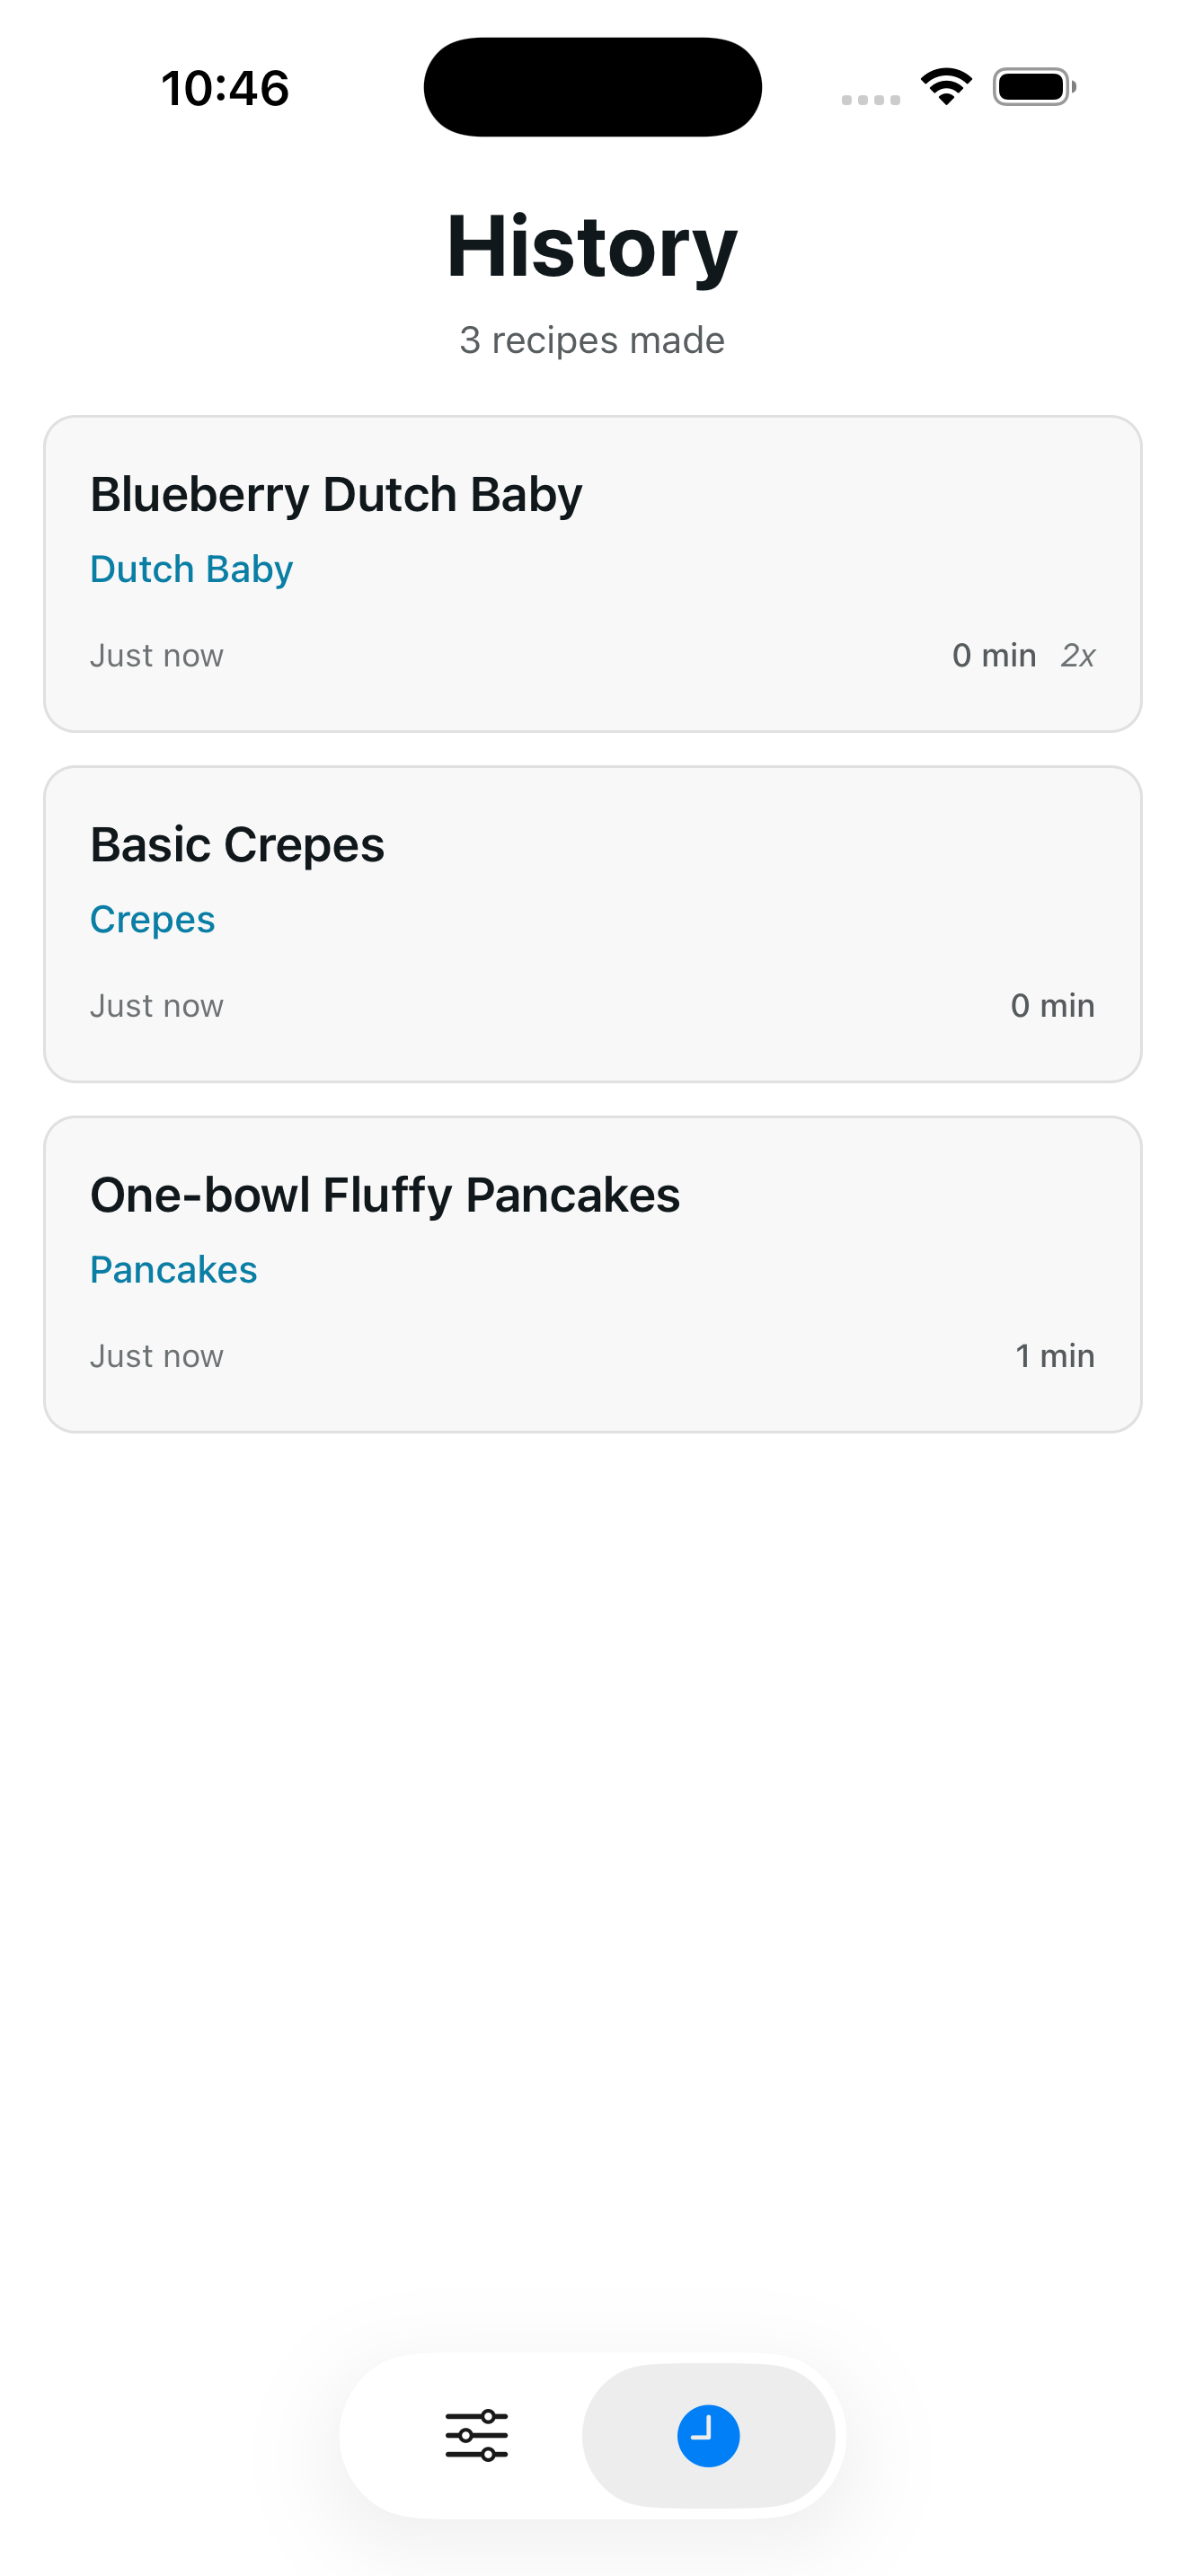 10:46
History
3 recipes made
Blueberry Dutch Baby
Dutch Baby
Just now 0 min 2x
Basic Crepes
Crepes
Just now 0 min
One-bowl Fluffy Pancakes
Pancakes
Just now 1 min